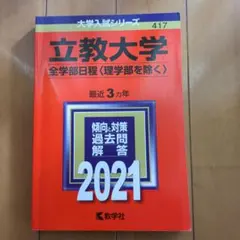 大学入試シリーズ
417
立教大学
全学部日程〈理学部を除く〉
最近3カ年
傾向と対策
過去問
解答
2021
教学社